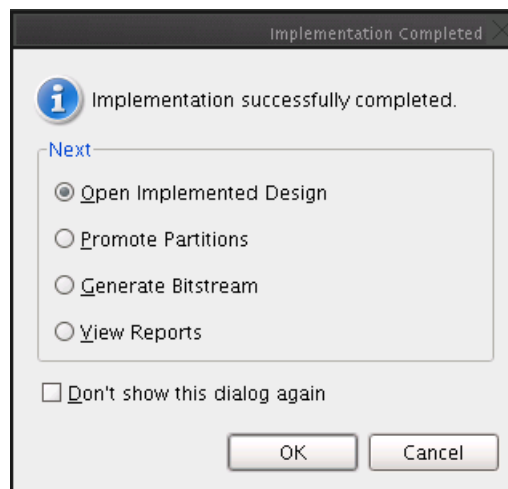 Implementation Completed
Implementation successfully completed.
Next
Open Implemented Design
Promote Partitions
Generate Bitstream
View Reports
Don't show this dialog again
OK Cancel